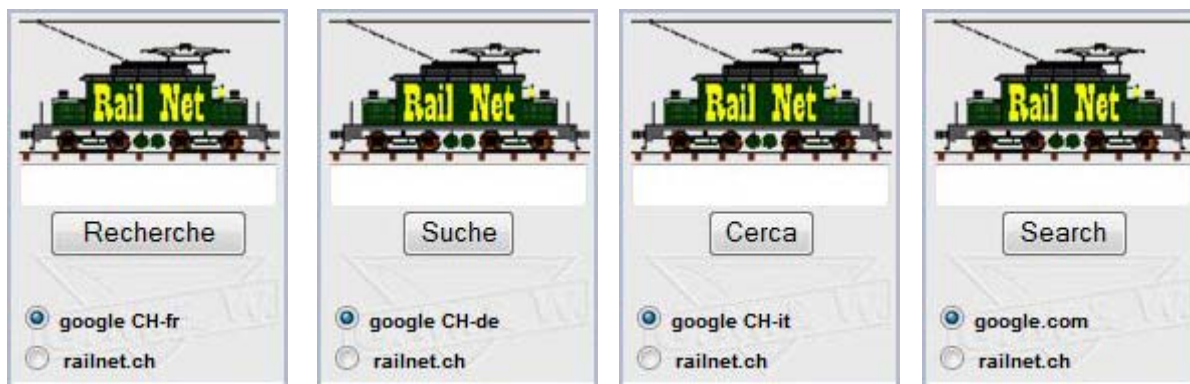 Rail Net
Recherche
google CH-fr
railnet.ch
Rail Net
Suche
google CH-de
railnet.ch
Rail Net
Cerca
google CH-it
railnet.ch
Rail Net
Search
google.com
railnet.ch